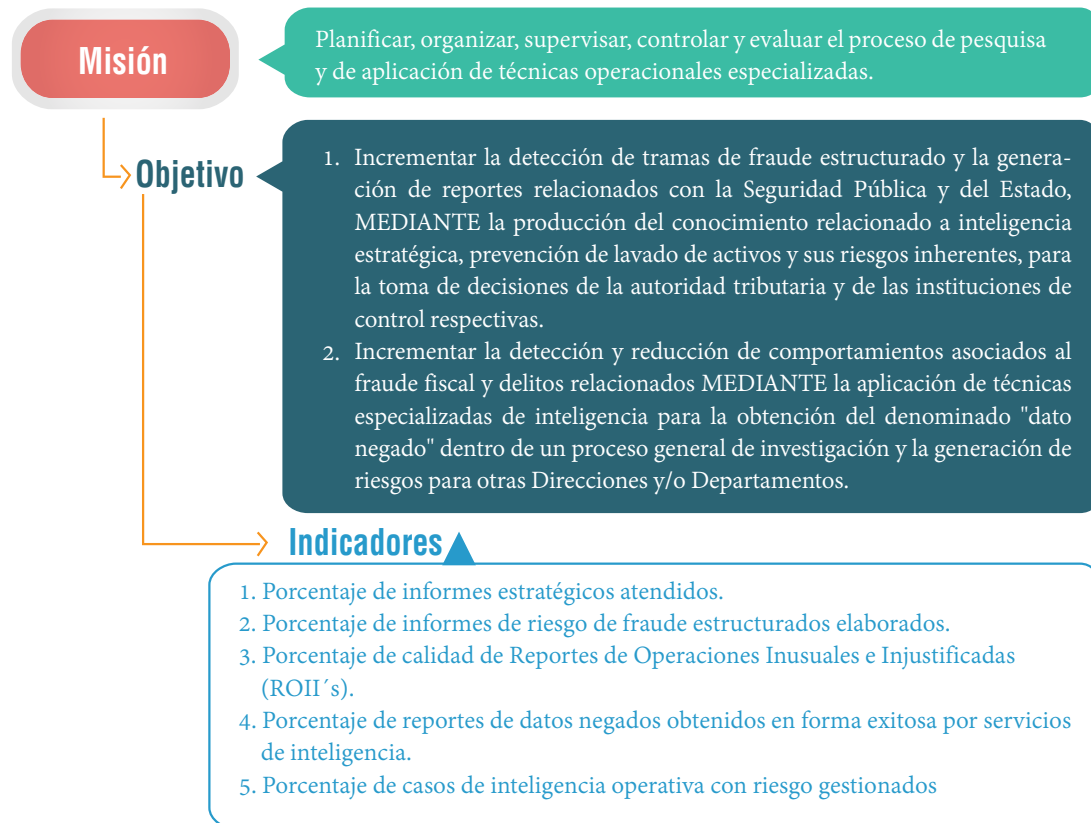 Misión
Planificar, organizar, supervisar, controlar y evaluar el proceso de pesquisa
y de aplicación de técnicas operacionales especializadas.
Objetivo
1. Incrementar la detección de tramas de fraude estructurado y la genera-
ción de reportes relacionados con la Seguridad Pública y del Estado,
MEDIANTE la producción del conocimiento relacionado a inteligencia
estratégica, prevención de lavado de activos y sus riesgos inherentes, para
la toma de decisiones de la autoridad tributaria y de las instituciones de
control respectivas.
2. Incrementar la detección y reducción de comportamientos asociados al
fraude fiscal y delitos relacionados MEDIANTE la aplicación de técnicas
especializadas de inteligencia para la obtención del denominado "dato
negado" dentro de un proceso general de investigación y la generación de
riesgos para otras Direcciones y/o Departamentos.
Indicadores
1. Porcentaje de informes estratégicos atendidos.
2. Porcentaje de informes de riesgo de fraude estructurados elaborados.
3. Porcentaje de calidad de Reportes de Operaciones Inusuales e Injustificadas
(ROII´s).
4. Porcentaje de reportes de datos negados obtenidos en forma exitosa por servicios
de inteligencia.
5. Porcentaje de casos de inteligencia operativa con riesgo gestionados